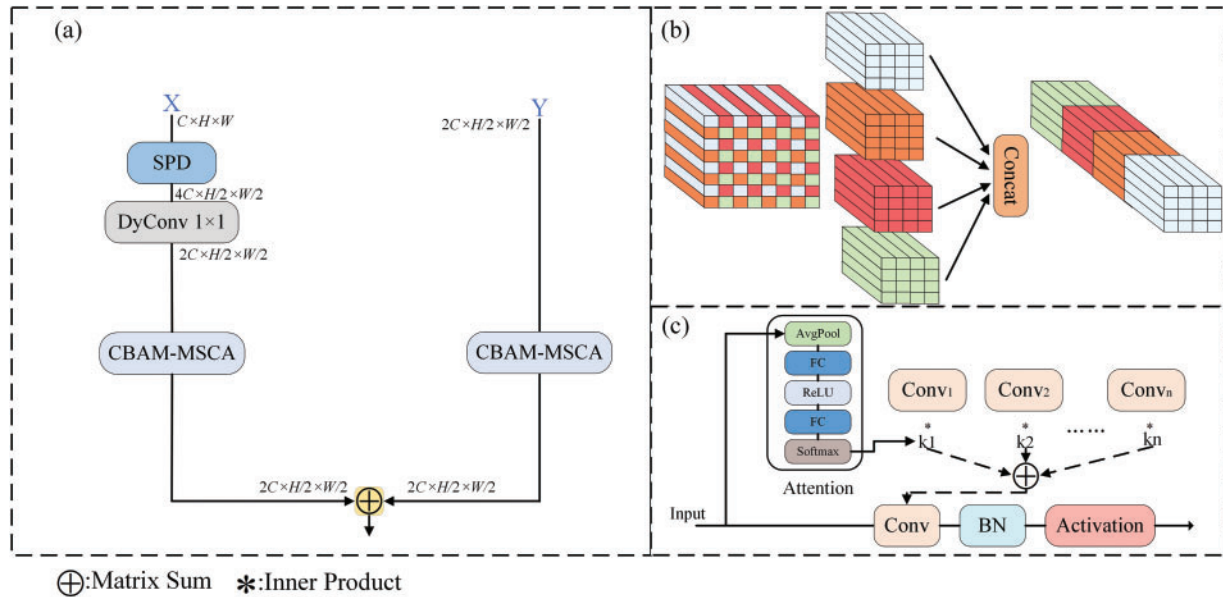 (a)
X
Y
C×H×W
2C×H/2×W/2
SPD
4C×H/2×W/2
DyConv 1×1
2C×H/2×W/2
CBAM-MSCA
CBAM-MSCA
2C×H/2×W/2
2C×H/2×W/2
(b)
Concat
(c)
AvgPool
FC
ReLU
FC
Softmax
Attention
Conv1
Conv2
Convn
* * *
k1 k2 …… kn
Input
Conv
BN
Activation
⊕:Matrix Sum *:Inner Product